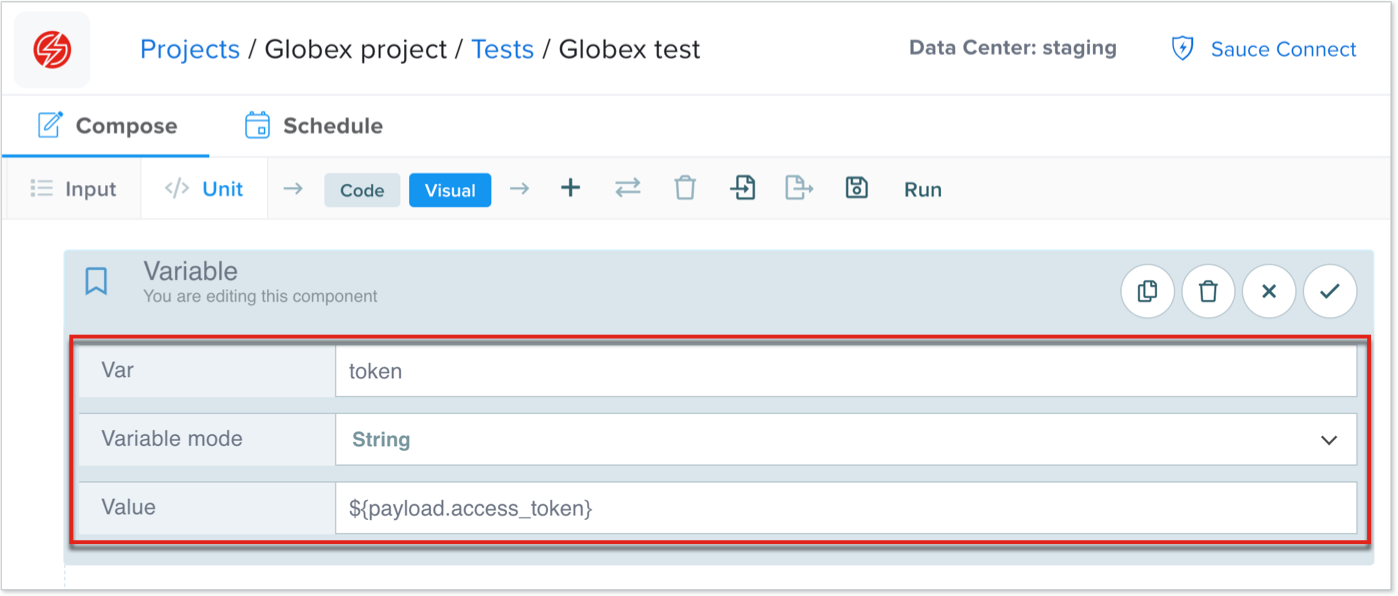 Projects / Globex project / Tests / Globex test
Data Center: staging
Sauce Connect
Compose
Schedule
Input
</> Unit
Code
Visual
Run
Variable
You are editing this component
Var
token
Variable mode
String
Value
${payload.access_token}